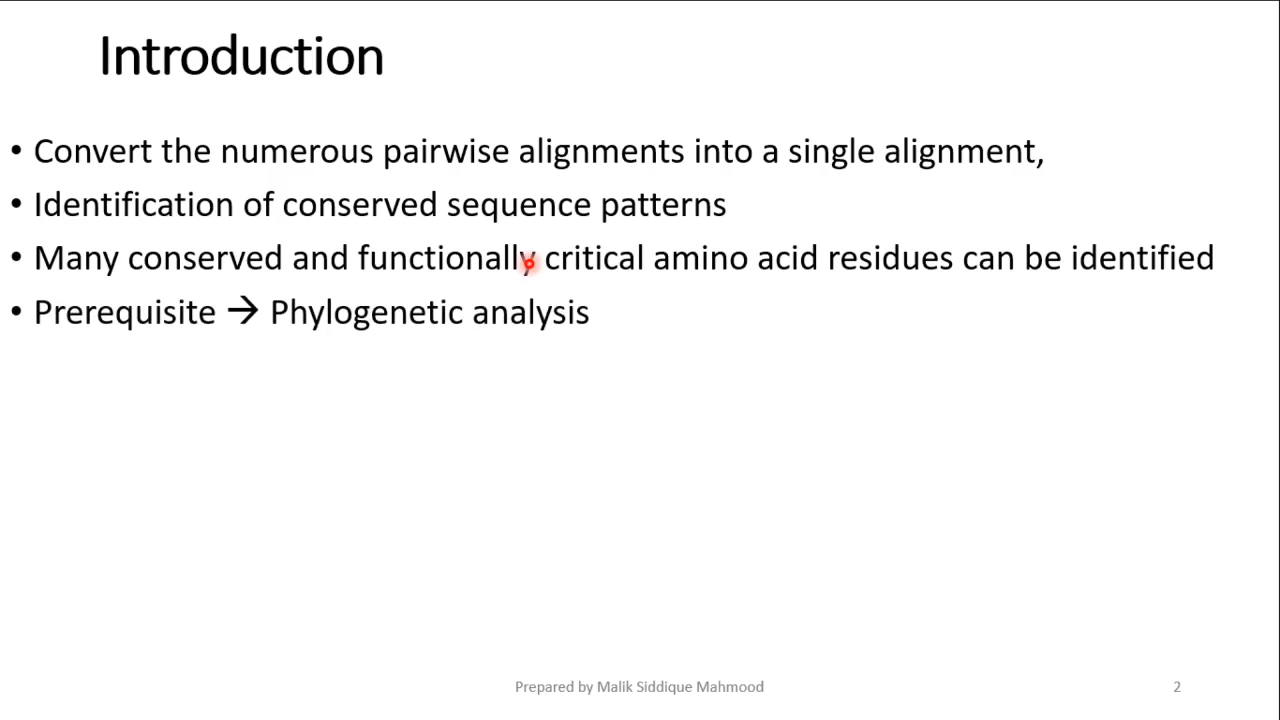 Introduction
• Convert the numerous pairwise alignments into a single alignment,
• Identification of conserved sequence patterns
• Many conserved and functionally critical amino acid residues can be identified
• Prerequisite → Phylogenetic analysis
Prepared by Malik Siddique Mahmood
2